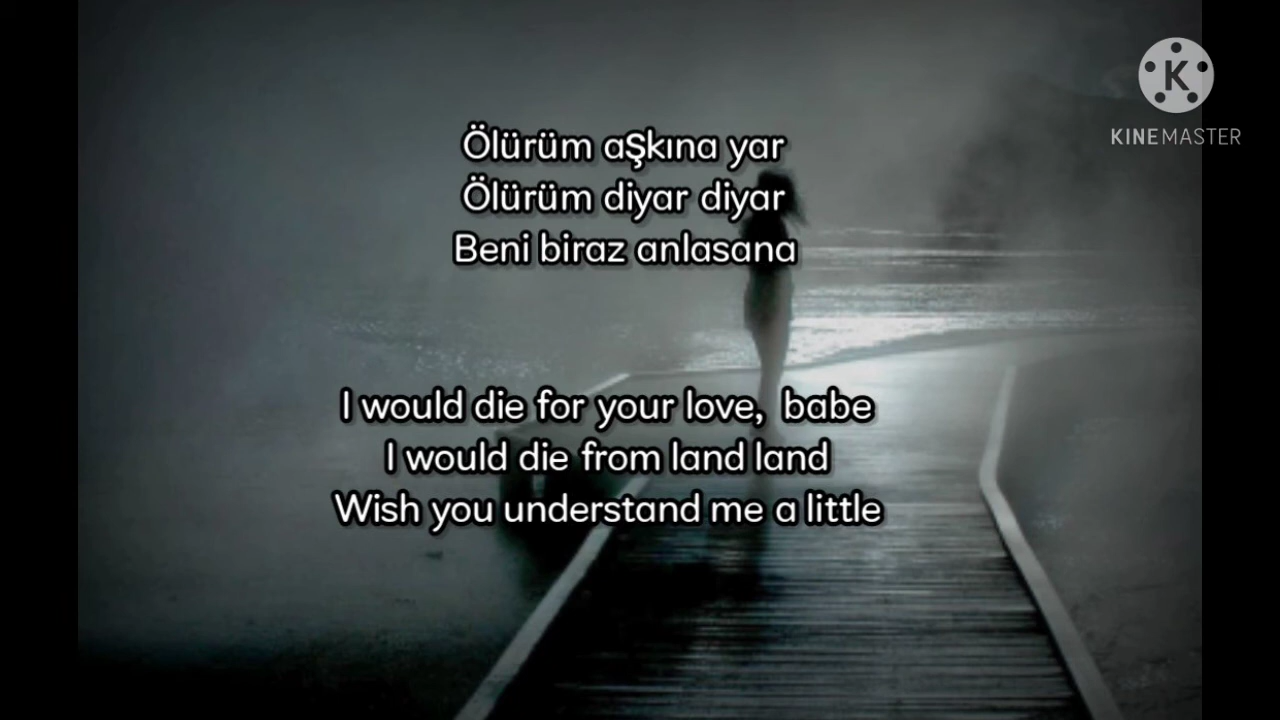 Ölürüm aşkına yar
Ölürüm diyar diyar
Beni biraz anlasana
I would die for your love, babe
I would die from land land
Wish you understand me a little
K
KINEMASTER